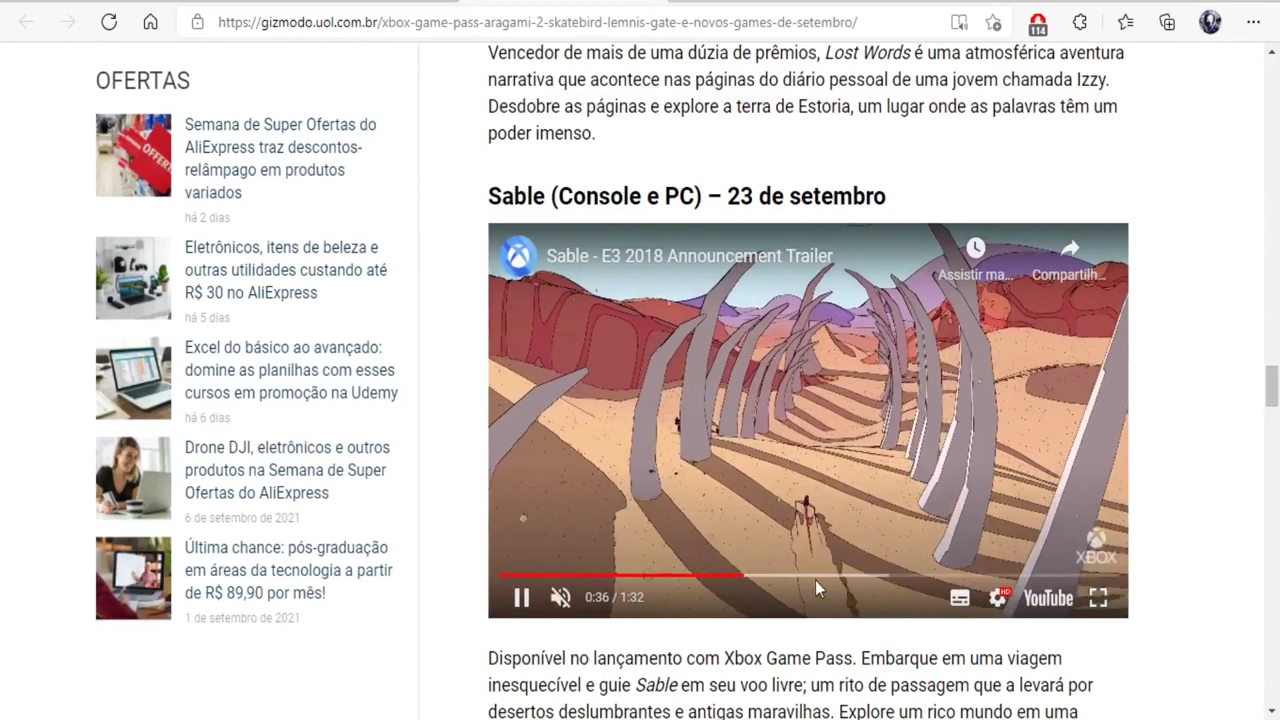 https://gizmodo.uol.com.br/xbox-game-pass-aragami-2-skatebird-lemnis-gate-e-novos-games-de-setembro/
114
OFERTAS
Semana de Super Ofertas do
AliExpress traz descontos-
relâmpago em produtos
variados
há 2 dias
Eletrônicos, itens de beleza e
outras utilidades custando até
R$ 30 no AliExpress
há 5 dias
Excel do básico ao avançado:
domine as planilhas com esses
cursos em promoção na Udemy
há 6 dias
Drone DJI, eletrônicos e outros
produtos na Semana de Super
Ofertas do AliExpress
6 de setembro de 2021
Última chance: pós-graduação
em áreas da tecnologia a partir
de R$ 89,90 por mês!
1 de setembro de 2021
Vencedor de mais de uma dúzia de prêmios, Lost Words é uma atmosférica aventura
narrativa que acontece nas páginas do diário pessoal de uma jovem chamada Izzy.
Desdobre as páginas e explore a terra de Estoria, um lugar onde as palavras têm um
poder imenso.
Sable (Console e PC) – 23 de setembro
Sable - E3 2018 Announcement Trailer
Assistir ma...
Compartilh...
XBOX
0:36 / 1:32
HD
YouTube
Disponível no lançamento com Xbox Game Pass. Embarque em uma viagem
inesquecível e guie Sable em seu voo livre; um rito de passagem que a levará por
desertos deslumbrantes e antigas maravilhas. Explore um rico mundo em uma